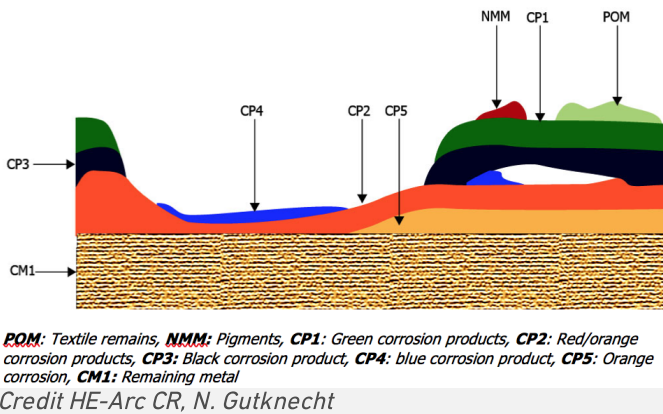 NMM CP1 POM
CP4 CP2 CP5
CP3
CM1
POM: Textile remains, NMM: Pigments, CP1: Green corrosion products, CP2: Red/orange
corrosion products, CP3: Black corrosion product, CP4: blue corrosion product, CP5: Orange
corrosion, CM1: Remaining metal
Credit HE-Arc CR, N. Gutknecht